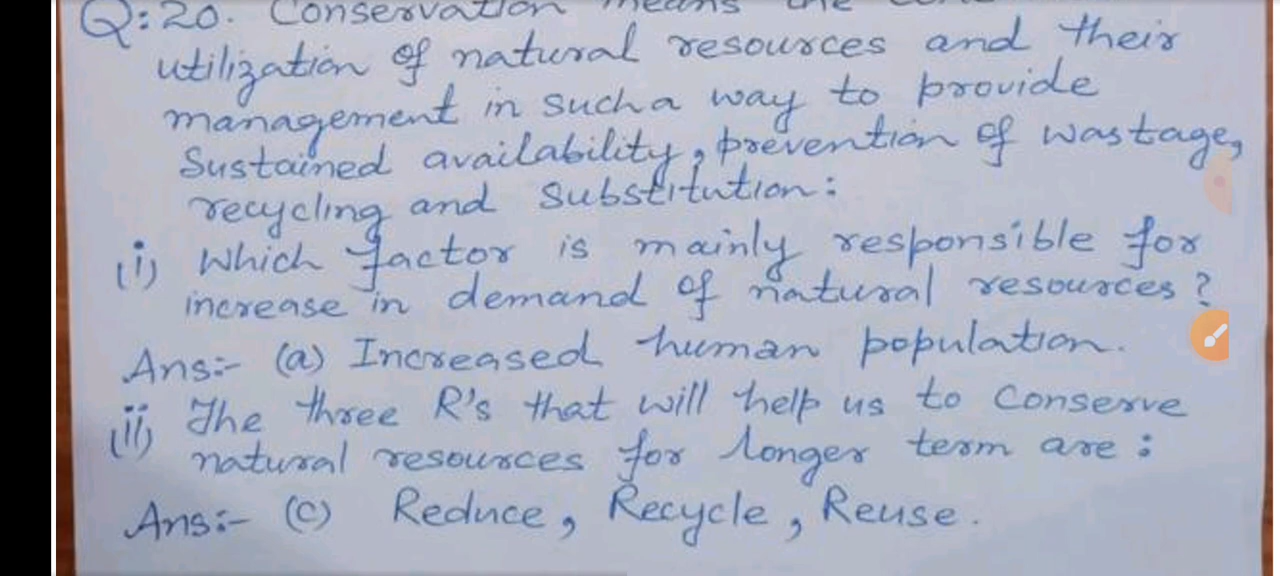 Q:20. Conservation means the
utilization of natural resources and their
management in such a way to provide
Sustained availability, prevention of wastage,
recycling and Substitution:
(i) Which factor is mainly responsible for
increase in demand of natural resources?
Ans:- (a) Increased human population.
(ii) The three R's that will help us to Conserve
natural resources for longer term are:
Ans:- (C) Reduce, Recycle, Reuse.